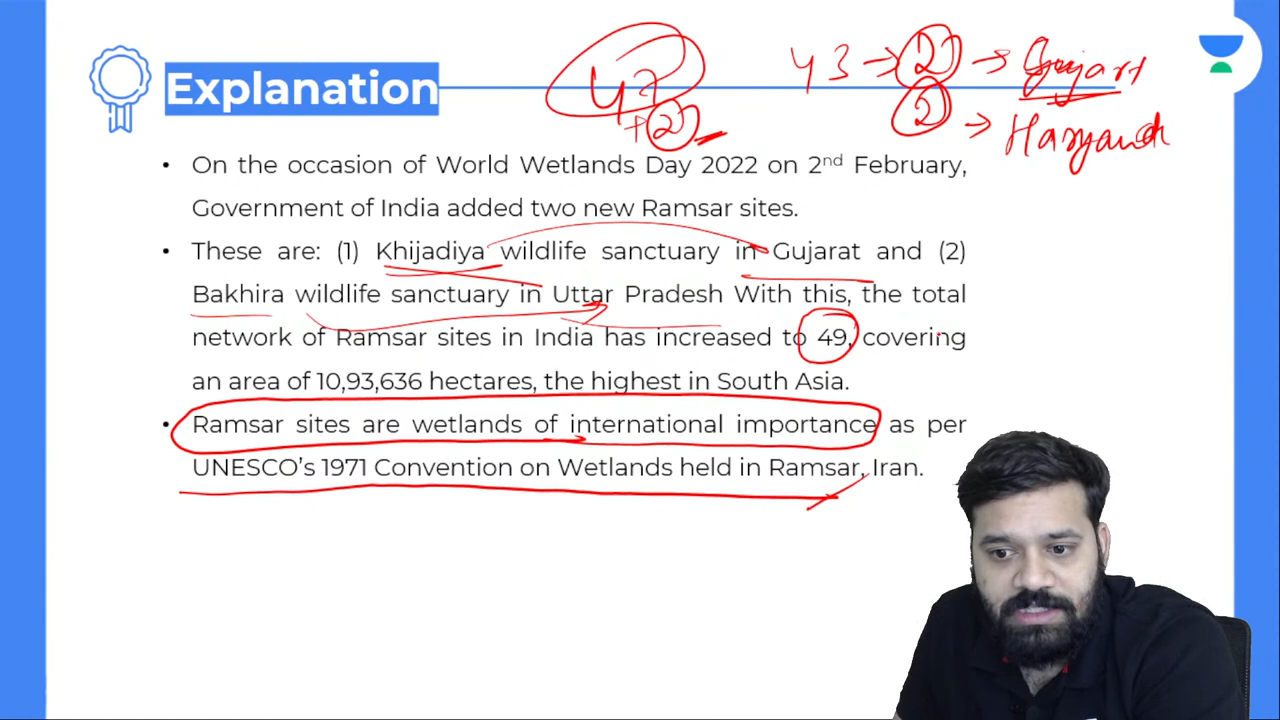 47
+2
43 → 2 → Gujart
2 → Haryanah
Explanation
• On the occasion of World Wetlands Day 2022 on 2nd February,
Government of India added two new Ramsar sites.
• These are: (1) Khijadiya wildlife sanctuary in Gujarat and (2)
Bakhira wildlife sanctuary in Uttar Pradesh With this, the total
network of Ramsar sites in India has increased to 49, covering
an area of 10,93,636 hectares, the highest in South Asia.
• Ramsar sites are wetlands of international importance as per
UNESCO's 1971 Convention on Wetlands held in Ramsar, Iran.